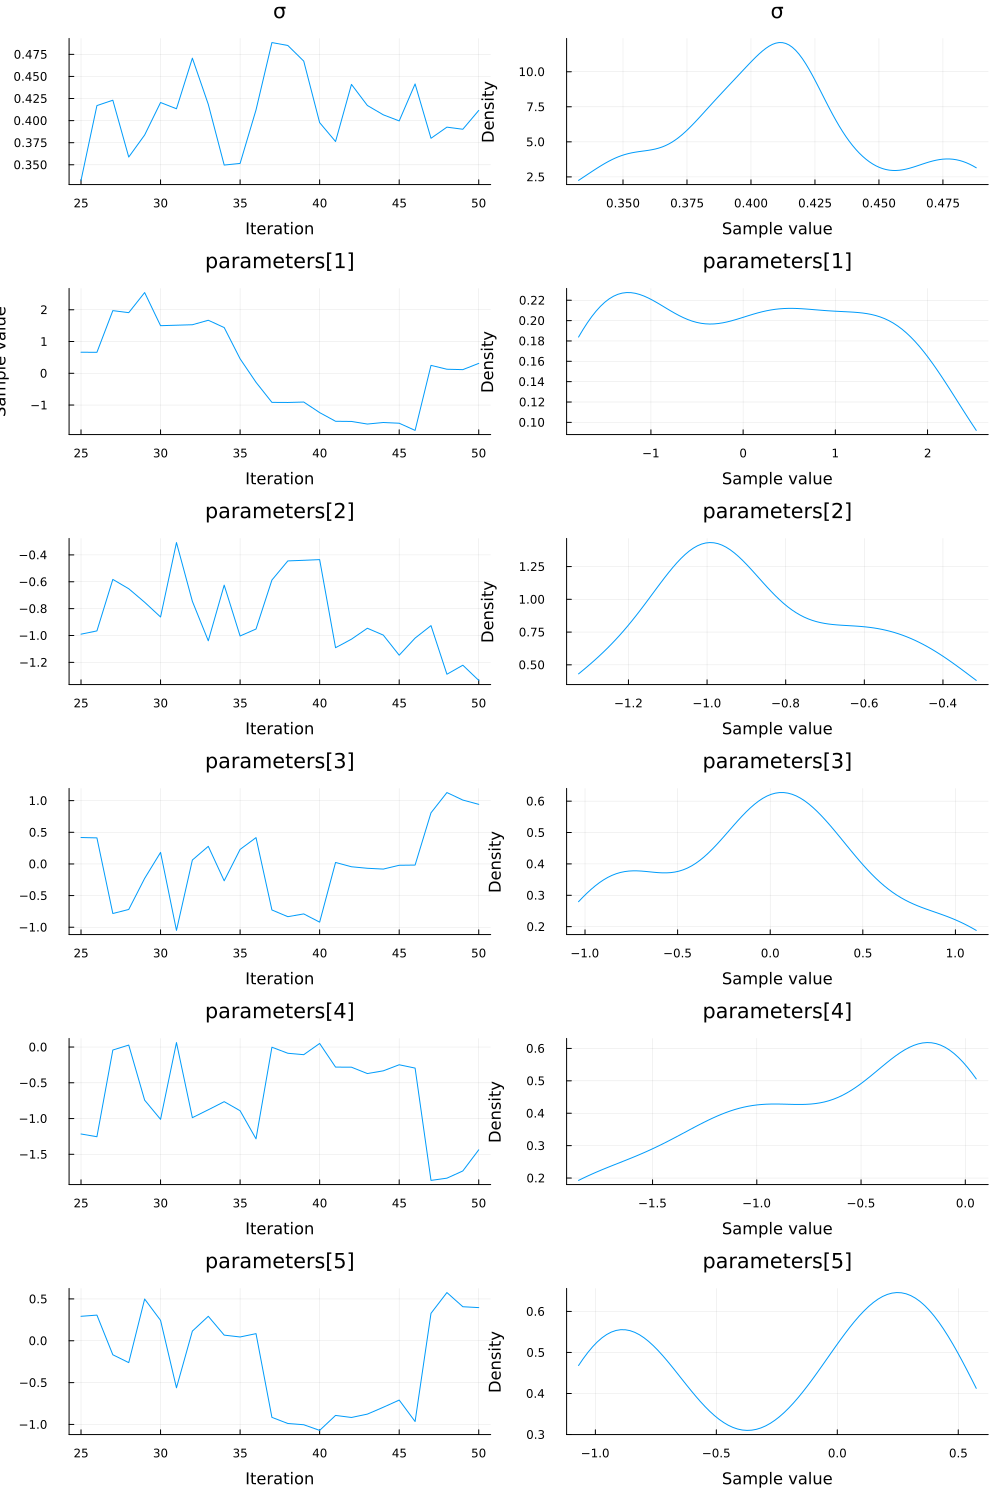 σ
σ
0.475
0.450
0.425
0.400
0.375
0.350
25 30 35 40 45 50
Iteration
Density
10.0
7.5
5.0
2.5
0.350 0.375 0.400 0.425 0.450 0.475
Sample value
parameters[1]
parameters[1]
Sample value
2
1
0
−1
25 30 35 40 45 50
Iteration
Density
0.22
0.20
0.18
0.16
0.14
0.12
0.10
−1 0 1 2
Sample value
parameters[2]
parameters[2]
−0.4
−0.6
−0.8
−1.0
−1.2
25 30 35 40 45 50
Iteration
Density
1.25
1.00
0.75
0.50
−1.2 −1.0 −0.8 −0.6 −0.4
Sample value
parameters[3]
parameters[3]
1.0
0.5
0.0
−0.5
−1.0
25 30 35 40 45 50
Iteration
Density
0.6
0.5
0.4
0.3
0.2
−1.0 −0.5 0.0 0.5 1.0
Sample value
parameters[4]
parameters[4]
0.0
−0.5
−1.0
−1.5
25 30 35 40 45 50
Iteration
Density
0.6
0.5
0.4
0.3
0.2
−1.5 −1.0 −0.5 0.0
Sample value
parameters[5]
parameters[5]
0.5
0.0
−0.5
−1.0
25 30 35 40 45 50
Iteration
Density
0.6
0.5
0.4
0.3
−1.0 −0.5 0.0 0.5
Sample value